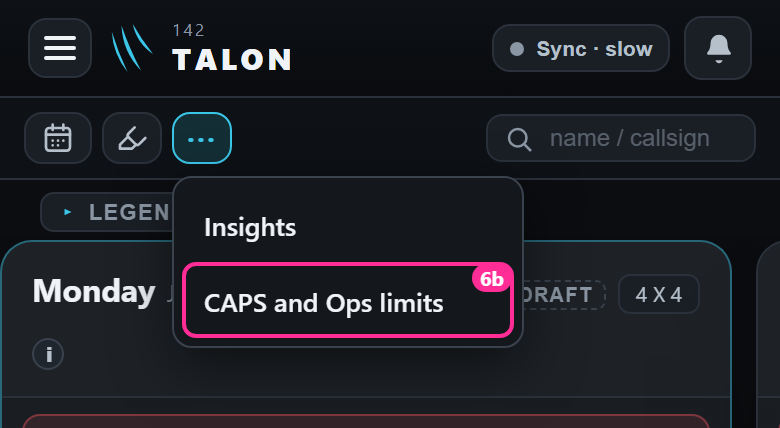 142
TALON
Sync · slow
...
name / callsign
LEGEN
Insights
6b
CAPS and Ops limits
Monday
DRAFT
4 X 4
i